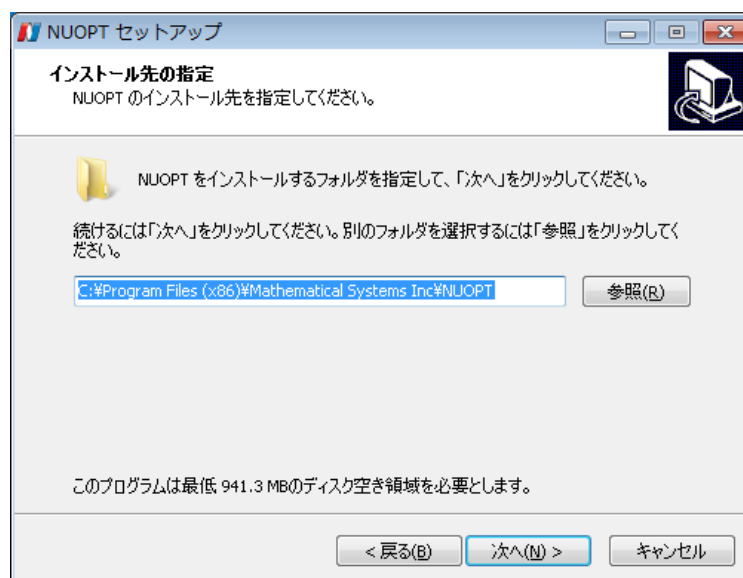 NUOPT セットアップ
インストール先の指定
NUOPT のインストール先を指定してください。
NUOPT をインストールするフォルダを指定して、「次へ」をクリックしてください。
続けるには「次へ」をクリックしてください。別のフォルダを選択するには「参照」をクリックしてく
ださい。
C:¥Program Files (x86)¥Mathematical Systems Inc¥NUOPT
参照(R)
このプログラムは最低 941.3 MBのディスク空き領域を必要とします。
< 戻る(B)
次へ(N) >
キャンセル